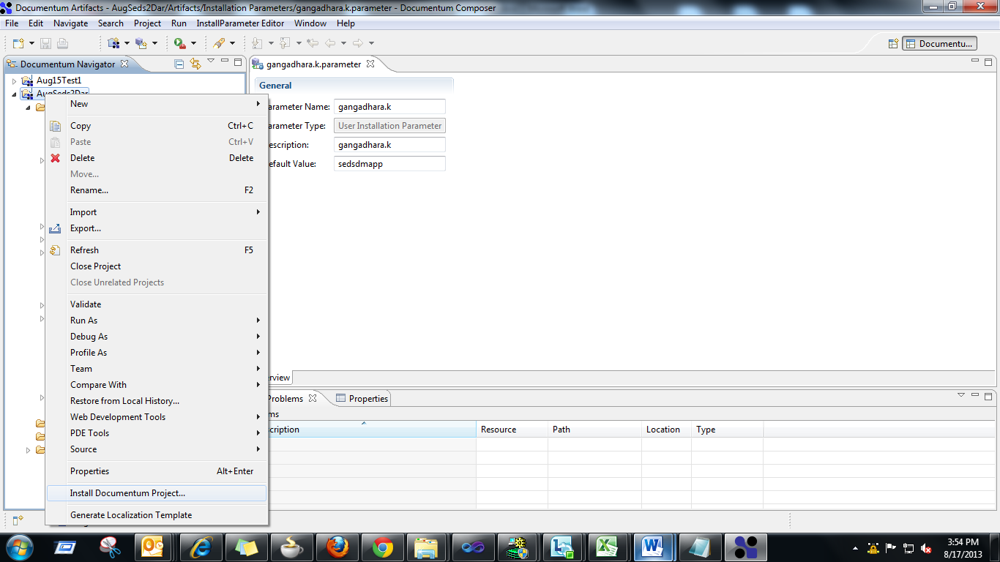 Documentum Artifacts - AugSeds2Dar/Artifacts/Installation Parameters/gangadhara.k.parameter - Documentum Composer
File Edit Navigate Search Project Run InstallParameter Editor Window Help
Documentu...
Documentum Navigator
gangadhara.k.parameter
Aug15Test1
AugSeds2Dar
General
arameter Name: gangadhara.k
arameter Type: User Installation Parameter
escription: gangadhara.k
efault Value: sedsdmapp
New
Copy Ctrl+C
Paste Ctrl+V
Delete Delete
Move...
Rename... F2
Import
Export...
Refresh F5
Close Project
Close Unrelated Projects
Validate
Run As
Debug As
Profile As
Team
Compare With
Restore from Local History...
Web Development Tools
PDE Tools
Source
Properties Alt+Enter
Install Documentum Project...
Generate Localization Template
erview
Problems Properties
ms
scription Resource Path Location Type
3:54 PM
8/17/2013